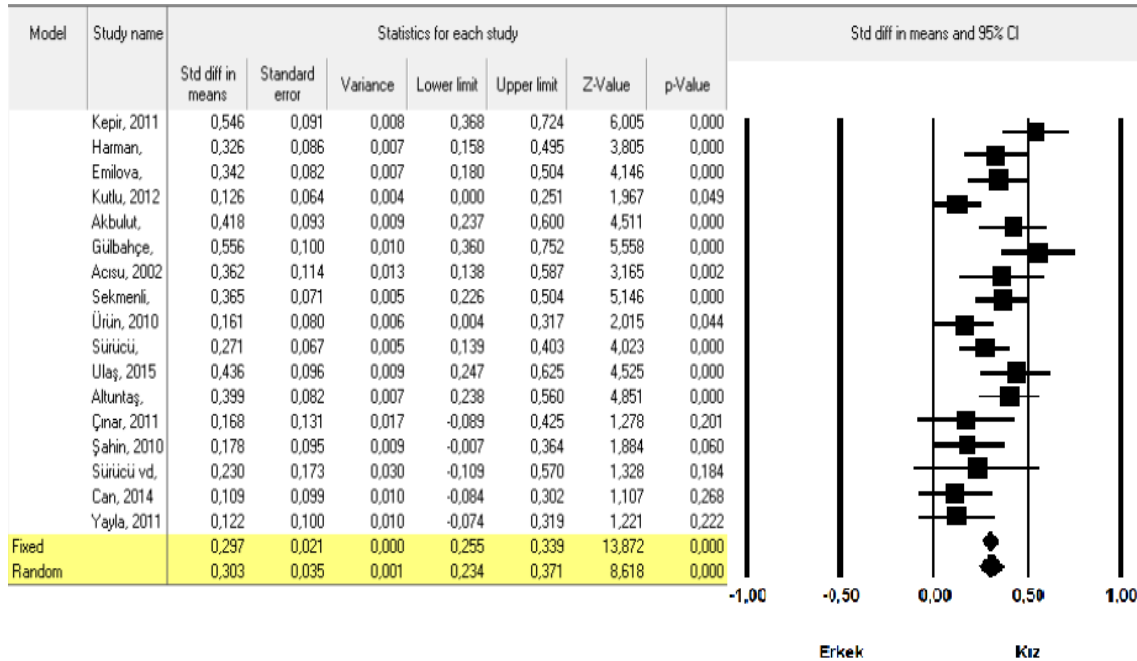 Model Study name Statistics for each study Std diff in means and 95% CI
Std diff in means Standard error Variance Lower limit Upper limit Z-Value p-Value
Kepir, 2011 0,546 0,091 0,008 0,368 0,724 6,005 0,000
Harman, 0,326 0,086 0,007 0,158 0,495 3,805 0,000
Emilova, 0,342 0,082 0,007 0,180 0,504 4,146 0,000
Kutlu, 2012 0,126 0,064 0,004 0,000 0,251 1,967 0,049
Akbulut, 0,418 0,093 0,009 0,237 0,600 4,511 0,000
Gülbahçe, 0,556 0,100 0,010 0,360 0,752 5,558 0,000
Acısu, 2002 0,362 0,114 0,013 0,138 0,587 3,165 0,002
Sekmenli, 0,365 0,071 0,005 0,226 0,504 5,146 0,000
Ürün, 2010 0,161 0,080 0,006 0,004 0,317 2,015 0,044
Sürücü, 0,271 0,067 0,005 0,139 0,403 4,023 0,000
Ulaş, 2015 0,436 0,096 0,009 0,247 0,625 4,525 0,000
Altuntaş, 0,399 0,082 0,007 0,238 0,560 4,851 0,000
Çınar, 2011 0,168 0,131 0,017 -0,089 0,425 1,278 0,201
Şahin, 2010 0,178 0,095 0,009 -0,007 0,364 1,884 0,060
Sürücü vd, 0,230 0,173 0,030 -0,109 0,570 1,328 0,184
Can, 2014 0,109 0,099 0,010 -0,084 0,302 1,107 0,268
Yayla, 2011 0,122 0,100 0,010 -0,074 0,319 1,221 0,222
Fixed 0,297 0,021 0,000 0,255 0,339 13,872 0,000
Random 0,303 0,035 0,001 0,234 0,371 8,618 0,000
-1,00 -0,50 0,00 0,50 1,00
Erkek Kız